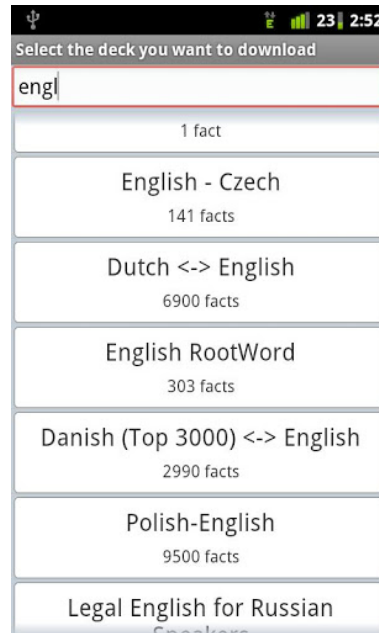 23 2:52
Select the deck you want to download
engl
1 fact
English - Czech
141 facts
Dutch <-> English
6900 facts
English RootWord
303 facts
Danish (Top 3000) <-> English
2990 facts
Polish-English
9500 facts
Legal English for Russian
Speakers